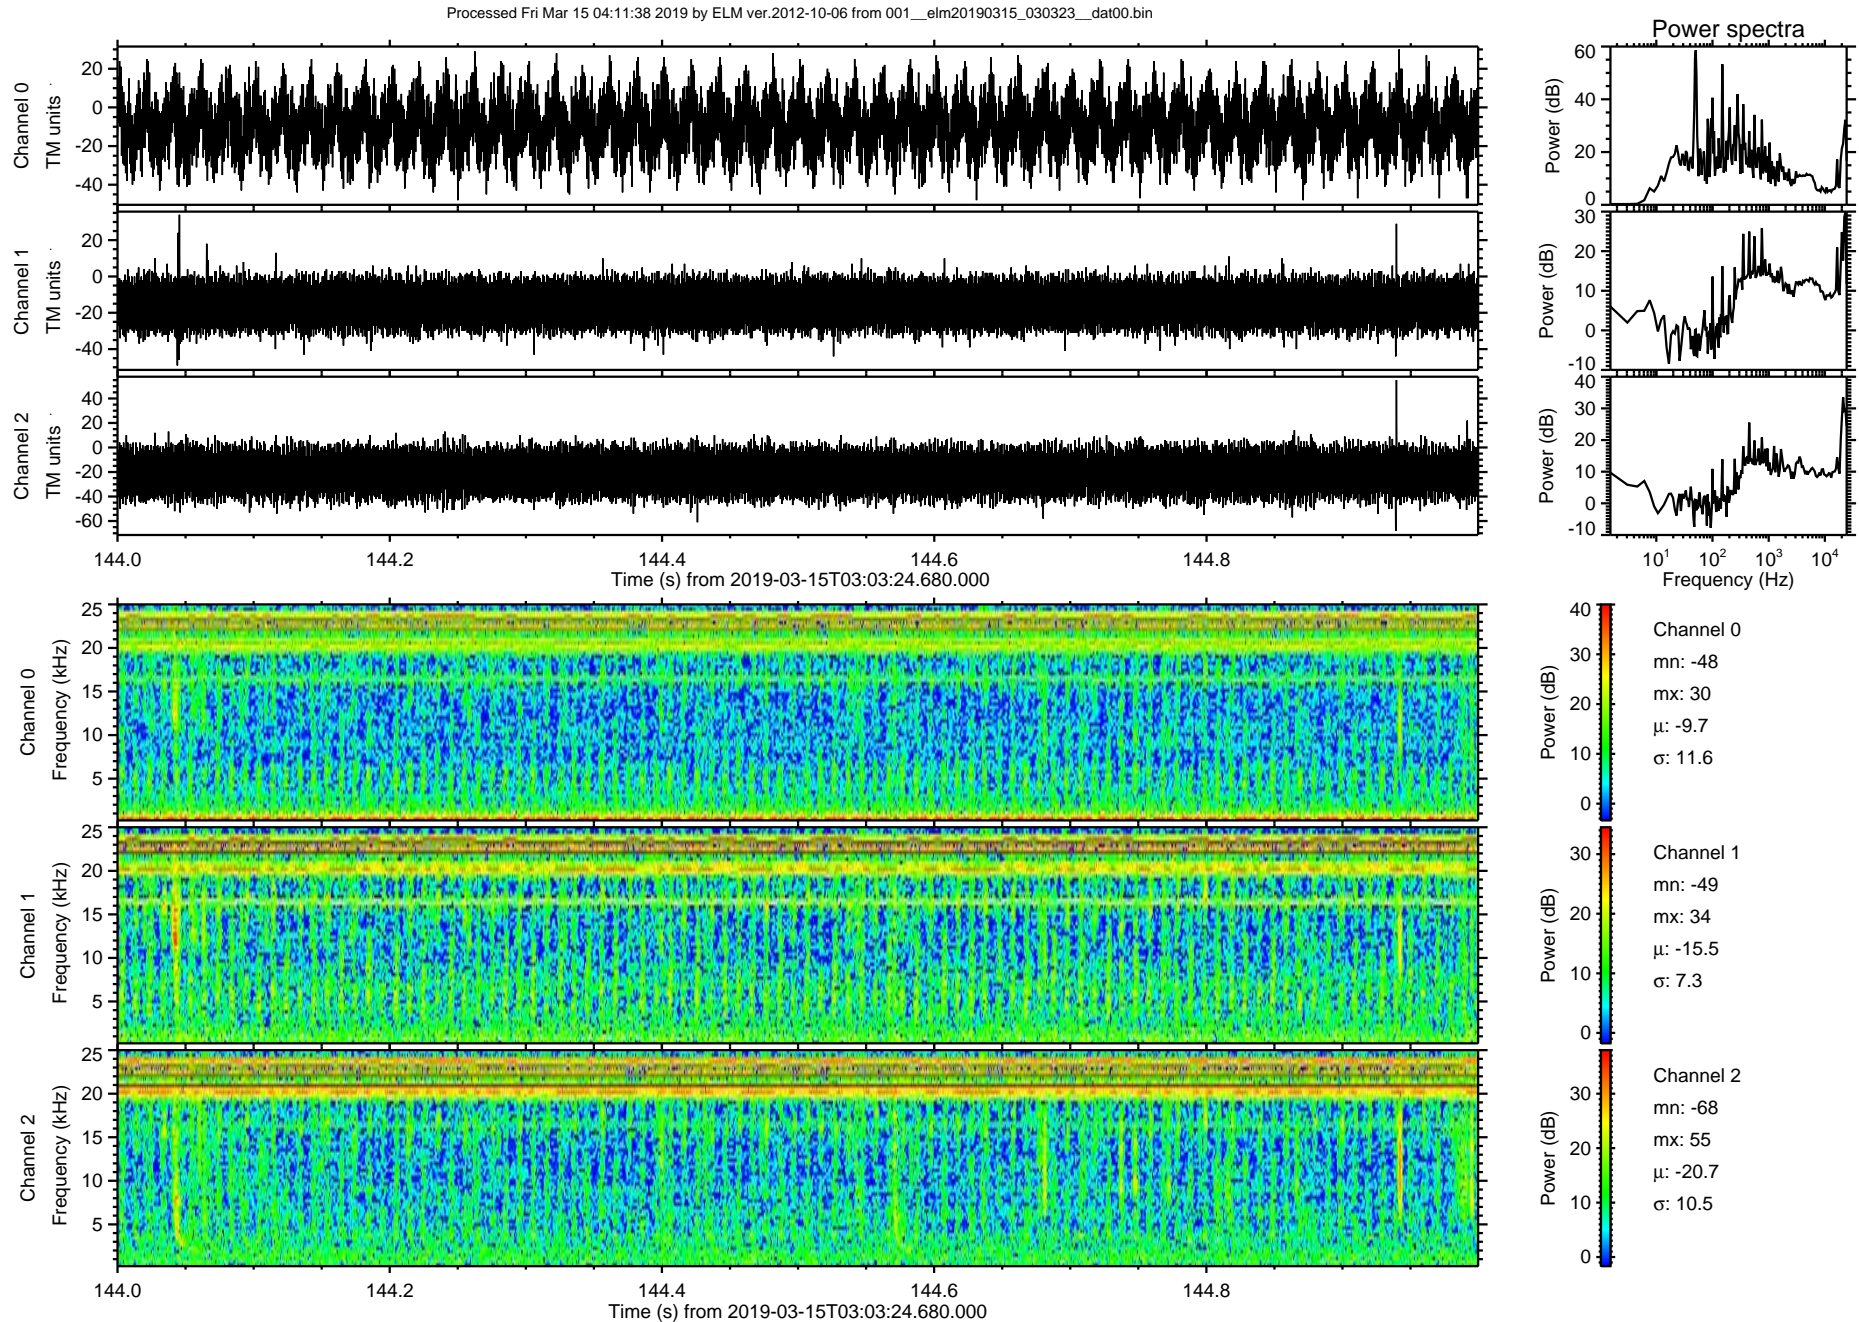 Processed Fri Mar 15 04:11:38 2019 by ELM ver.2012-10-06 from 001__elm20190315_030323__dat00.bin
Power spectra
Channel 0
TM units
20
0
-20
-40
Power (dB)
60
40
20
0
Channel 1
TM units
20
0
-20
-40
Power (dB)
30
20
10
0
-10
Channel 2
TM units
40
20
0
-20
-40
-60
Power (dB)
40
30
20
10
0
-10
144.0 144.2 144.4 144.6 144.8
Time (s) from 2019-03-15T03:03:24.680.000
10¹ 10² 10³ 10⁴
Frequency (Hz)
Channel 0
Frequency (kHz)
25
20
15
10
5
Power (dB)
40
30
20
10
0
Channel 0
mn: -48
mx: 30
μ: -9.7
σ: 11.6
Channel 1
Frequency (kHz)
25
20
15
10
5
Power (dB)
30
20
10
0
Channel 1
mn: -49
mx: 34
μ: -15.5
σ: 7.3
Channel 2
Frequency (kHz)
25
20
15
10
5
Power (dB)
30
20
10
0
Channel 2
mn: -68
mx: 55
μ: -20.7
σ: 10.5
144.0 144.2 144.4 144.6 144.8
Time (s) from 2019-03-15T03:03:24.680.000